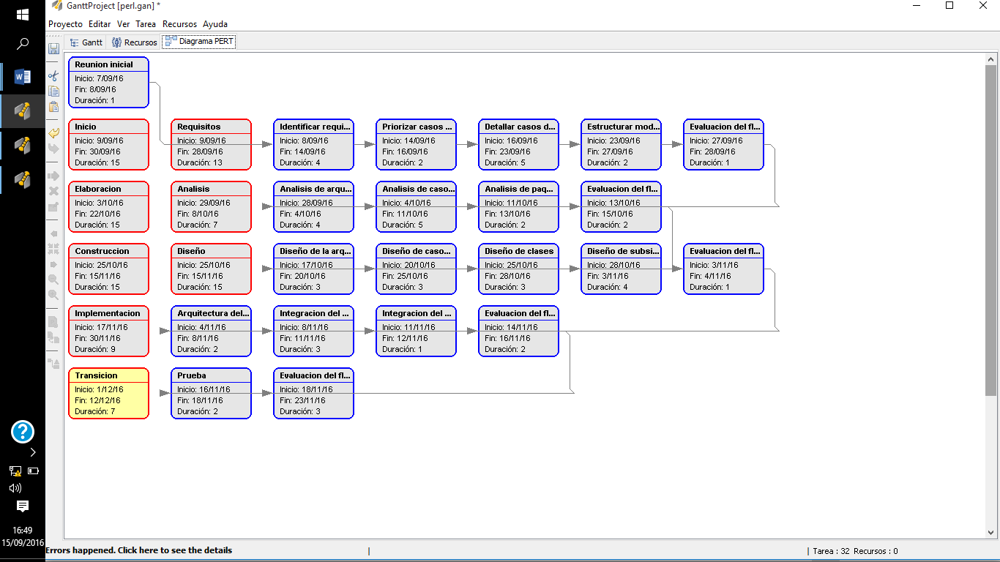 GanttProject [perl.gan] *
Proyecto Editar Ver Tarea Recursos Ayuda
Gantt Recursos Diagrama PERT
Reunion inicial
Inicio: 7/09/16
Fin: 8/09/16
Duración: 1
Inicio
Inicio: 9/09/16
Fin: 30/09/16
Duración: 15
Requisitos
Inicio: 9/09/16
Fin: 28/09/16
Duración: 13
Identificar requi...
Inicio: 8/09/16
Fin: 14/09/16
Duración: 4
Priorizar casos ...
Inicio: 14/09/16
Fin: 16/09/16
Duración: 2
Detallar casos d...
Inicio: 16/09/16
Fin: 23/09/16
Duración: 5
Estructurar mod...
Inicio: 23/09/16
Fin: 27/09/16
Duración: 2
Evaluacion del fl...
Inicio: 27/09/16
Fin: 28/09/16
Duración: 1
Elaboracion
Inicio: 3/10/16
Fin: 22/10/16
Duración: 15
Analisis
Inicio: 29/09/16
Fin: 8/10/16
Duración: 7
Analisis de arqu...
Inicio: 28/09/16
Fin: 4/10/16
Duración: 4
Analisis de caso...
Inicio: 4/10/16
Fin: 11/10/16
Duración: 5
Analisis de paq...
Inicio: 11/10/16
Fin: 13/10/16
Duración: 2
Evaluacion del fl...
Inicio: 13/10/16
Fin: 15/10/16
Duración: 2
Construccion
Inicio: 25/10/16
Fin: 15/11/16
Duración: 15
Diseño
Inicio: 25/10/16
Fin: 15/11/16
Duración: 15
Diseño de la arq...
Inicio: 17/10/16
Fin: 20/10/16
Duración: 3
Diseño de caso...
Inicio: 20/10/16
Fin: 25/10/16
Duración: 3
Diseño de clases
Inicio: 25/10/16
Fin: 28/10/16
Duración: 3
Diseño de subsi...
Inicio: 28/10/16
Fin: 3/11/16
Duración: 4
Evaluacion del fl...
Inicio: 3/11/16
Fin: 4/11/16
Duración: 1
Implementacion
Inicio: 17/11/16
Fin: 30/11/16
Duración: 9
Arquitectura del...
Inicio: 4/11/16
Fin: 8/11/16
Duración: 2
Integracion del ...
Inicio: 8/11/16
Fin: 11/11/16
Duración: 3
Integracion del ...
Inicio: 11/11/16
Fin: 12/11/16
Duración: 1
Evaluacion del fl...
Inicio: 14/11/16
Fin: 16/11/16
Duración: 2
Transicion
Inicio: 1/12/16
Fin: 12/12/16
Duración: 7
Prueba
Inicio: 16/11/16
Fin: 18/11/16
Duración: 2
Evaluacion del fl...
Inicio: 18/11/16
Fin: 23/11/16
Duración: 3
16:49
15/09/2016
Errors happened. Click here to see the details
Tarea : 32 Recursos : 0